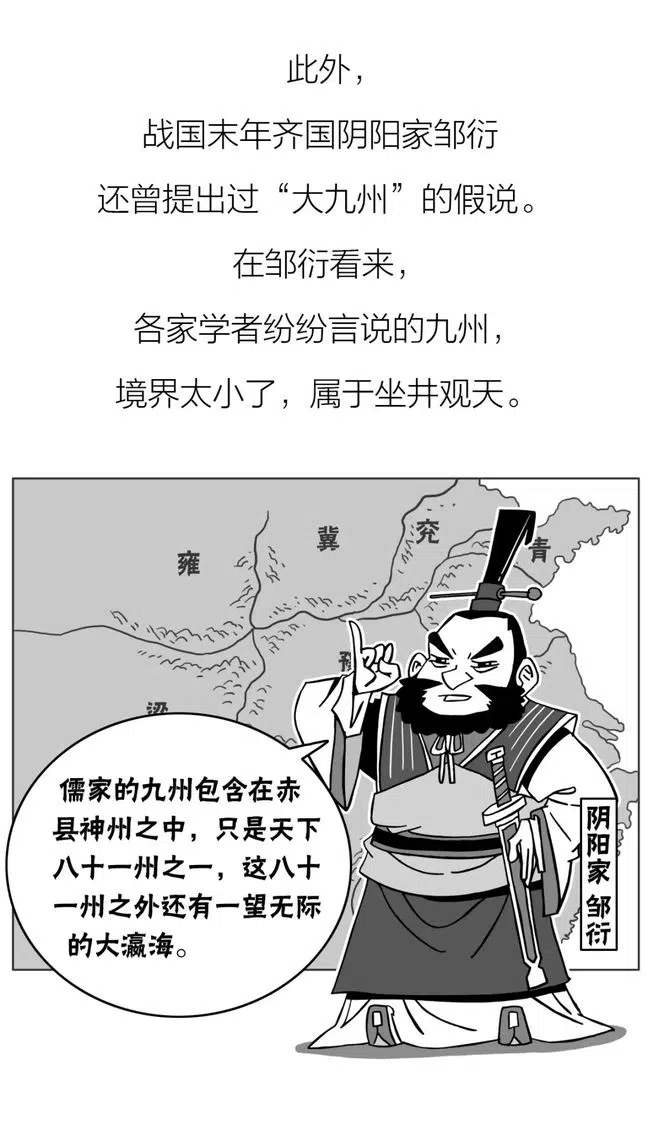 此外，
战国末年齐国阴阳家邹衍
还曾提出过“大九州”的假说。
在邹衍看来，
各家学者纷纷言说的九州，
境界太小了，属于坐井观天。
雍
冀
兖
青
豫
梁
儒家的九州包含在赤
县神州之中，只是天下
八十一州之一，这八十
一州之外还有一望无际
的大瀛海。
阴阳家 邹衍